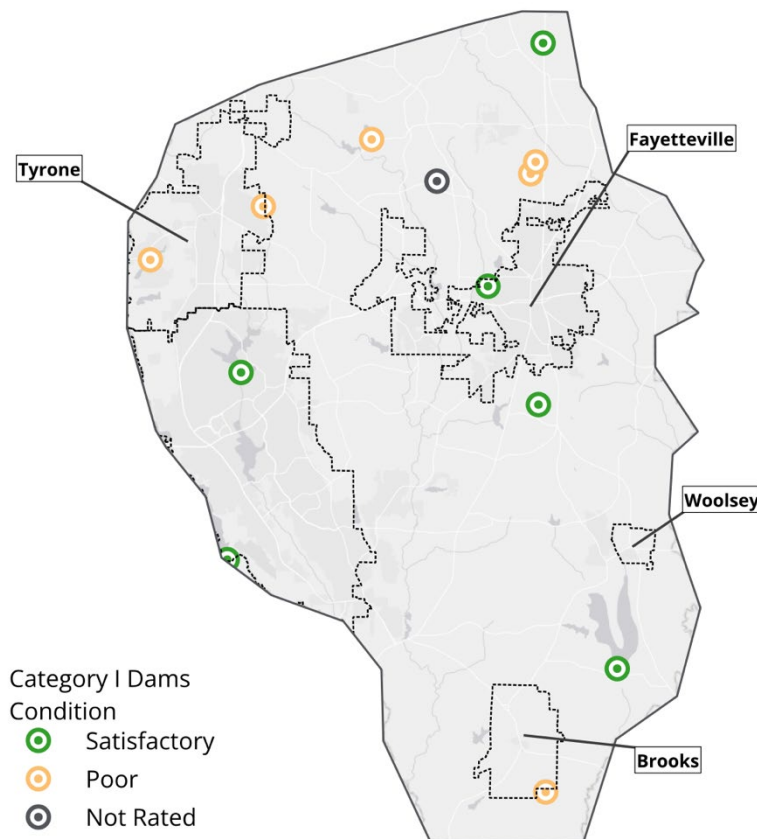 Fayetteville
Tyrone
Woolsey
Category I Dams
Condition
Satisfactory
Poor
Not Rated
Brooks